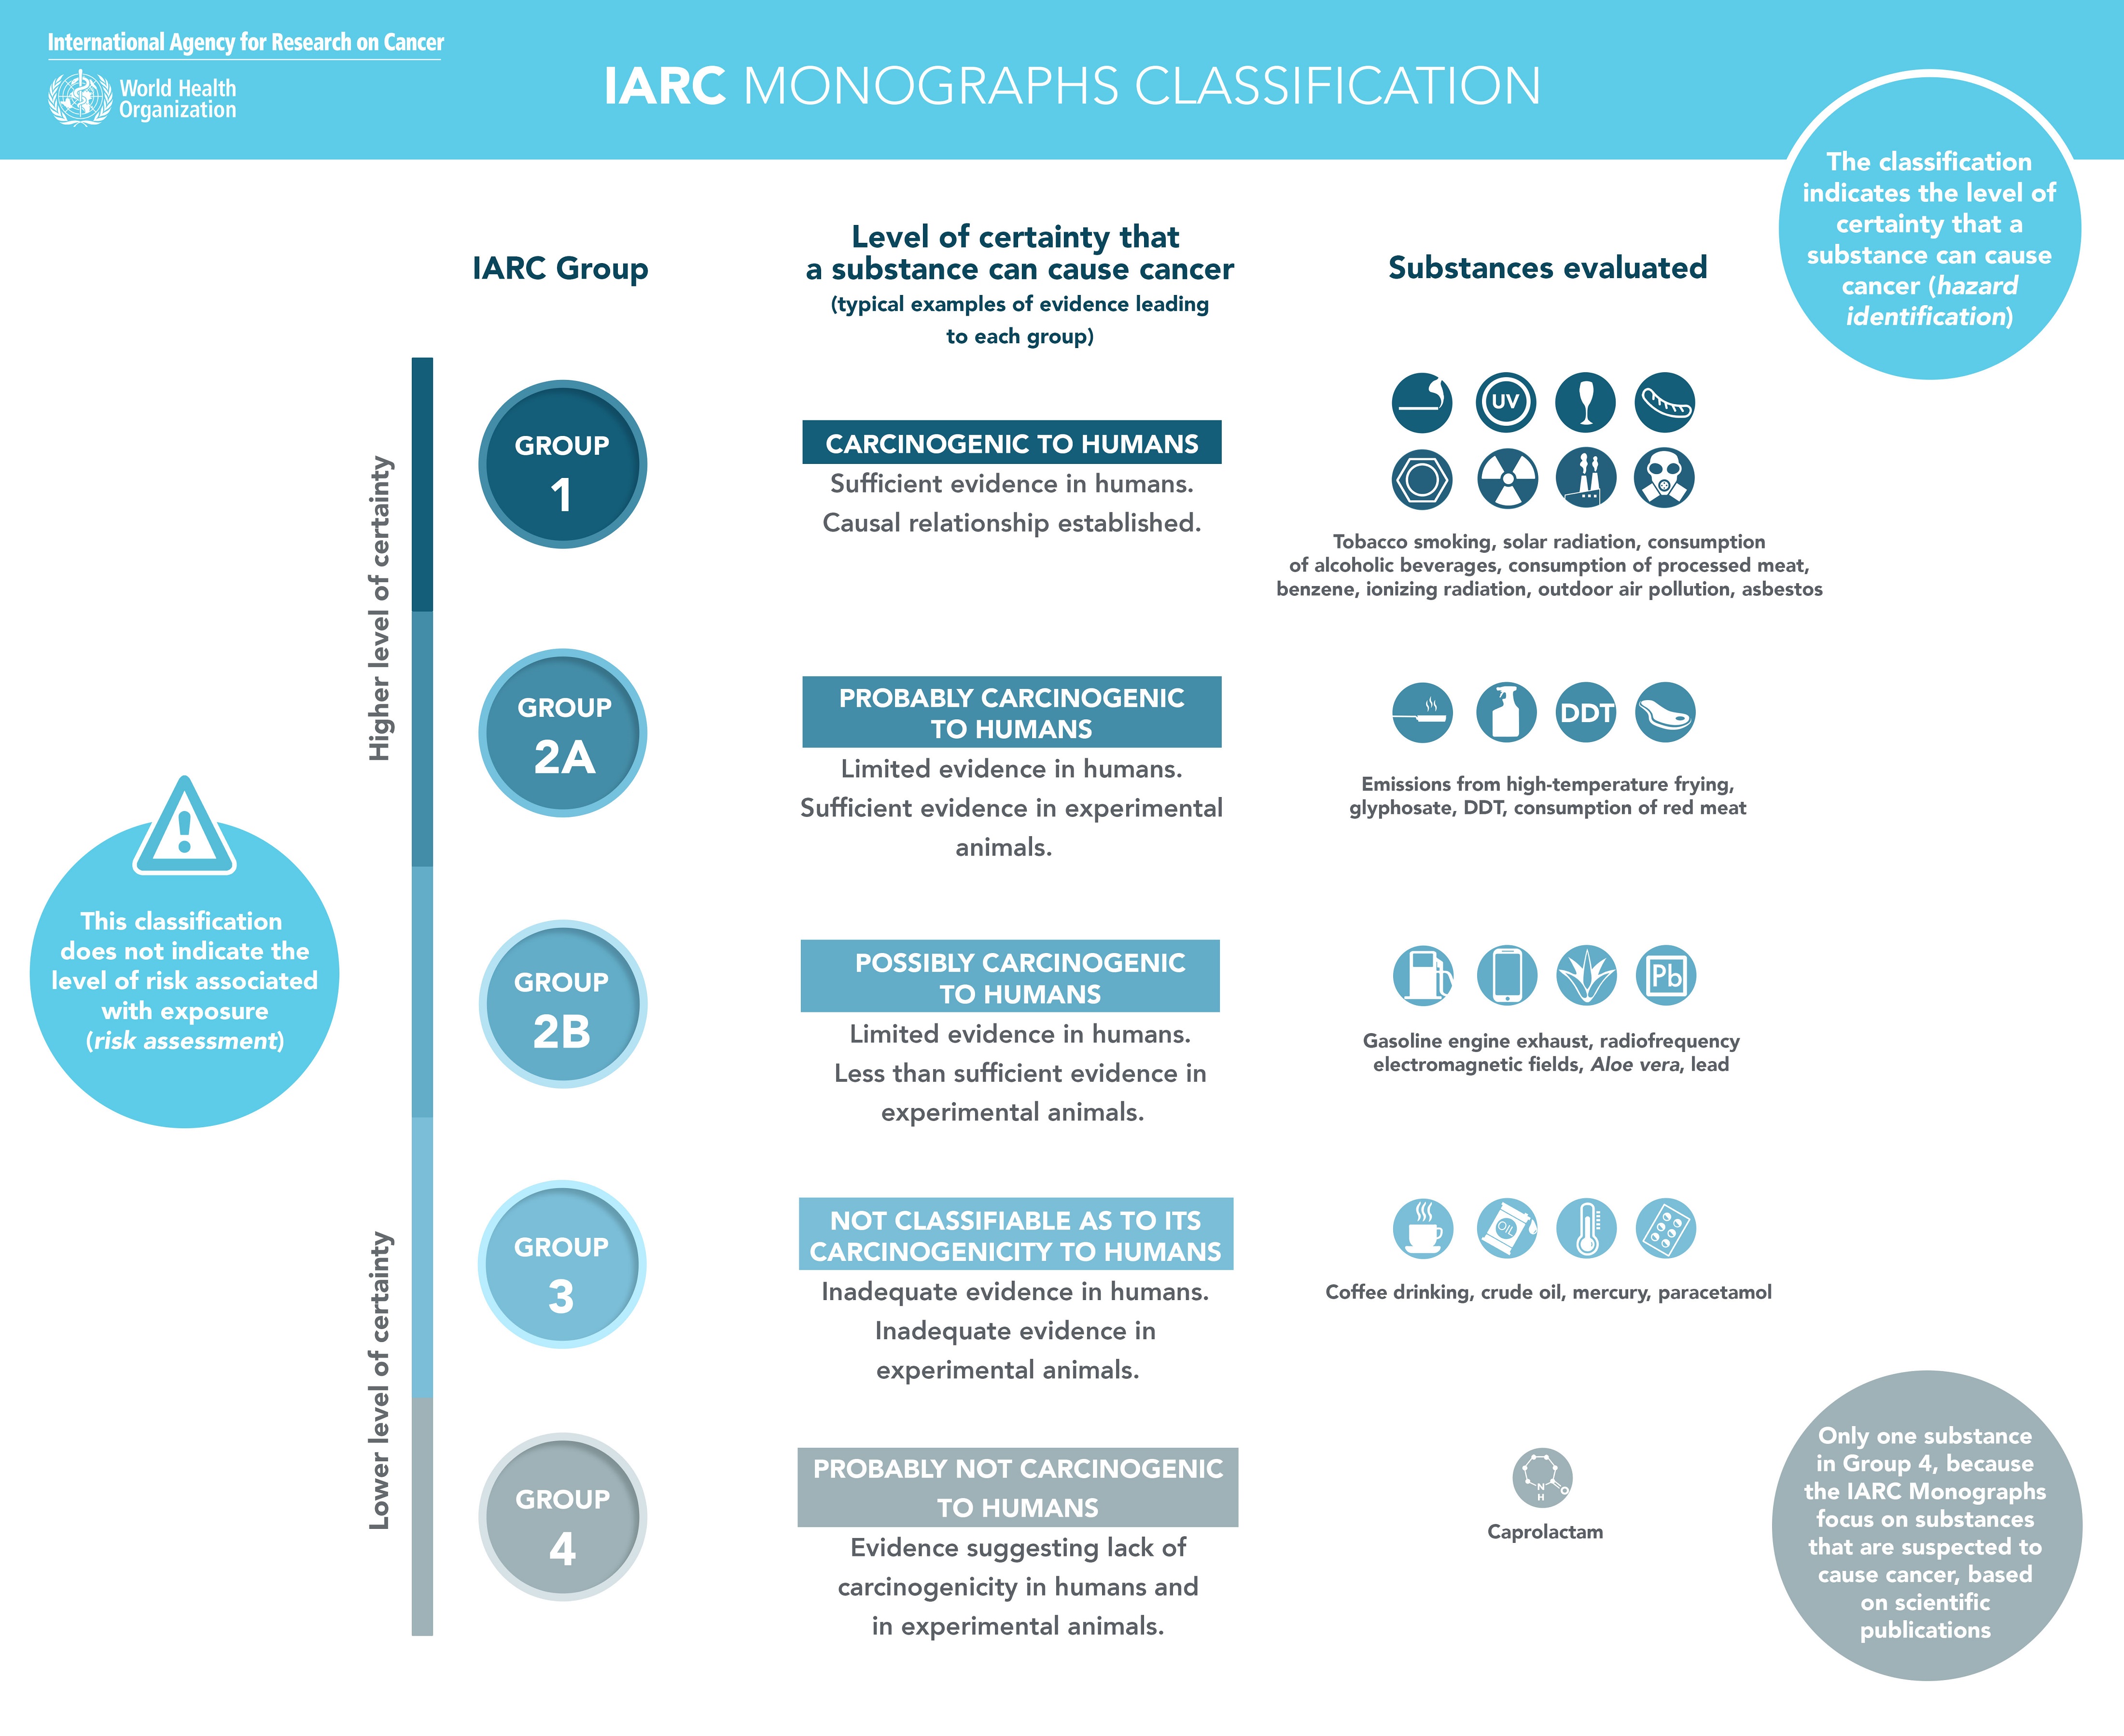 International Agency for Research on Cancer
World Health
Organization
IARC MONOGRAPHS CLASSIFICATION
The classification
indicates the level of
certainty that a
substance can cause
cancer (hazard
identification)
IARC Group
Level of certainty that
a substance can cause cancer
(typical examples of evidence leading
to each group)
Substances evaluated
Higher level of certainty
GROUP
1
CARCINOGENIC TO HUMANS
Sufficient evidence in humans.
Causal relationship established.
UV
Tobacco smoking, solar radiation, consumption
of alcoholic beverages, consumption of processed meat,
benzene, ionizing radiation, outdoor air pollution, asbestos
GROUP
2A
PROBABLY CARCINOGENIC
TO HUMANS
Limited evidence in humans.
Sufficient evidence in experimental
animals.
DDT
Emissions from high-temperature frying,
glyphosate, DDT, consumption of red meat
!
This classification
does not indicate the
level of risk associated
with exposure
(risk assessment)
GROUP
2B
POSSIBLY CARCINOGENIC
TO HUMANS
Limited evidence in humans.
Less than sufficient evidence in
experimental animals.
Pb
Gasoline engine exhaust, radiofrequency
electromagnetic fields, Aloe vera, lead
Lower level of certainty
GROUP
3
NOT CLASSIFIABLE AS TO ITS
CARCINOGENICITY TO HUMANS
Inadequate evidence in humans.
Inadequate evidence in
experimental animals.
OIL
Coffee drinking, crude oil, mercury, paracetamol
GROUP
4
PROBABLY NOT CARCINOGENIC
TO HUMANS
Evidence suggesting lack of
carcinogenicity in humans and
in experimental animals.
N
H
O
Caprolactam
Only one substance
in Group 4, because
the IARC Monographs
focus on substances
that are suspected to
cause cancer, based
on scientific
publications